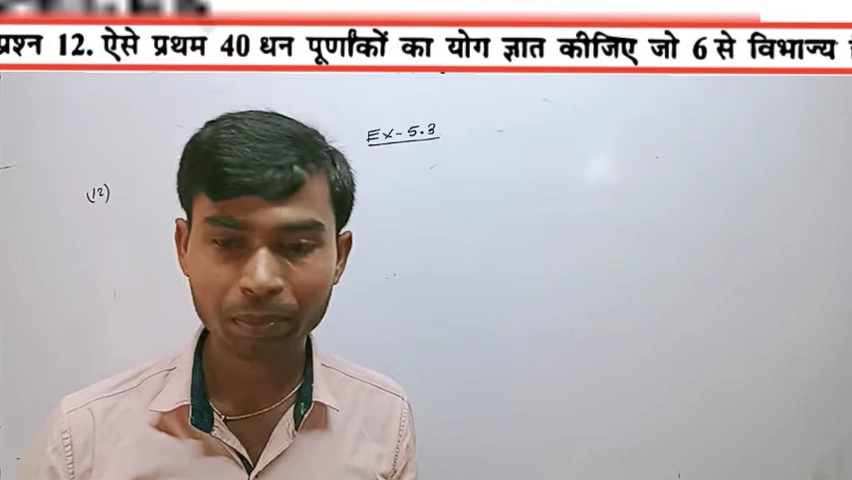 प्रश्न 12. ऐसे प्रथम 40 धन पूर्णांकों का योग ज्ञात कीजिए जो 6 से विभाज्य
Ex-5.3
(12)